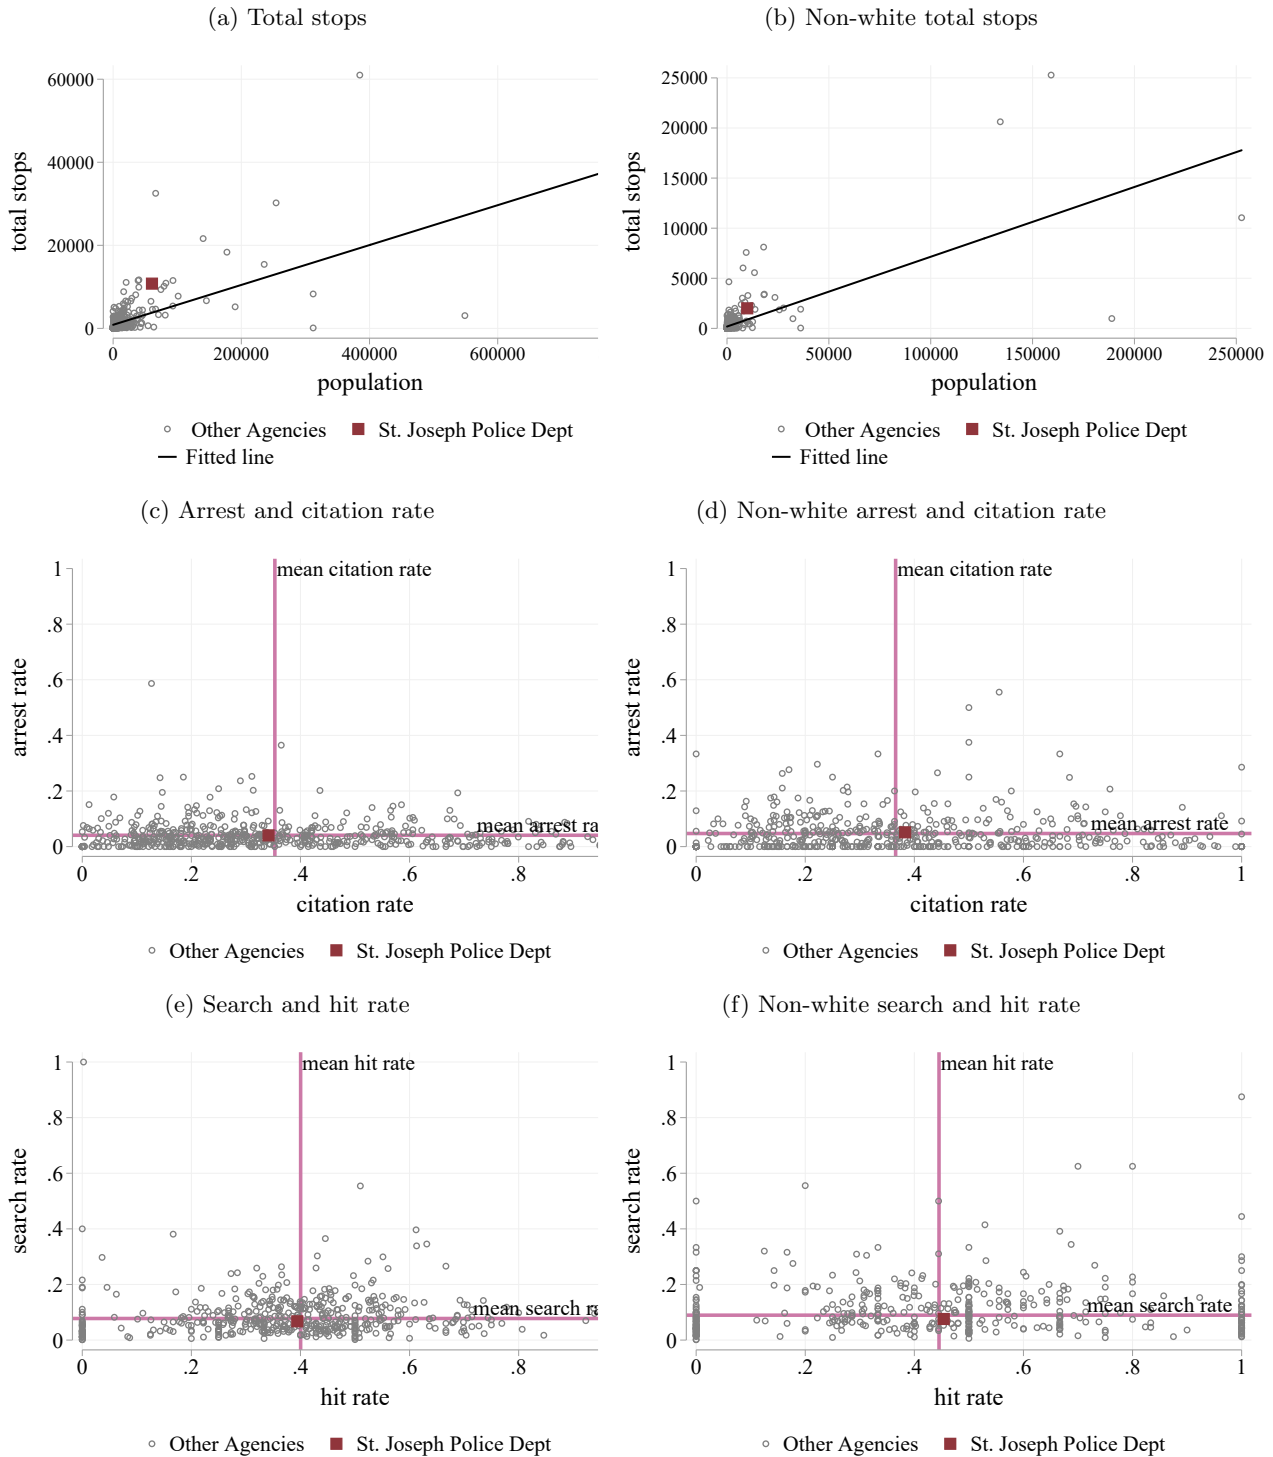 (a) Total stops
(b) Non-white total stops
total stops
60000
40000
20000
0
0 200000 400000 600000
population
Other Agencies St. Joseph Police Dept
Fitted line
total stops
25000
20000
15000
10000
5000
0
0 50000 100000 150000 200000 250000
population
Other Agencies St. Joseph Police Dept
Fitted line
(c) Arrest and citation rate
(d) Non-white arrest and citation rate
arrest rate
1
.8
.6
.4
.2
0
mean citation rate
mean arrest ra
0 .2 .4 .6 .8
citation rate
Other Agencies St. Joseph Police Dept
arrest rate
1
.8
.6
.4
.2
0
mean citation rate
mean arrest rate
0 .2 .4 .6 .8 1
citation rate
Other Agencies St. Joseph Police Dept
(e) Search and hit rate
(f) Non-white search and hit rate
search rate
1
.8
.6
.4
.2
0
mean hit rate
mean search ra
0 .2 .4 .6 .8
hit rate
Other Agencies St. Joseph Police Dept
search rate
1
.8
.6
.4
.2
0
mean hit rate
mean search rate
0 .2 .4 .6 .8 1
hit rate
Other Agencies St. Joseph Police Dept